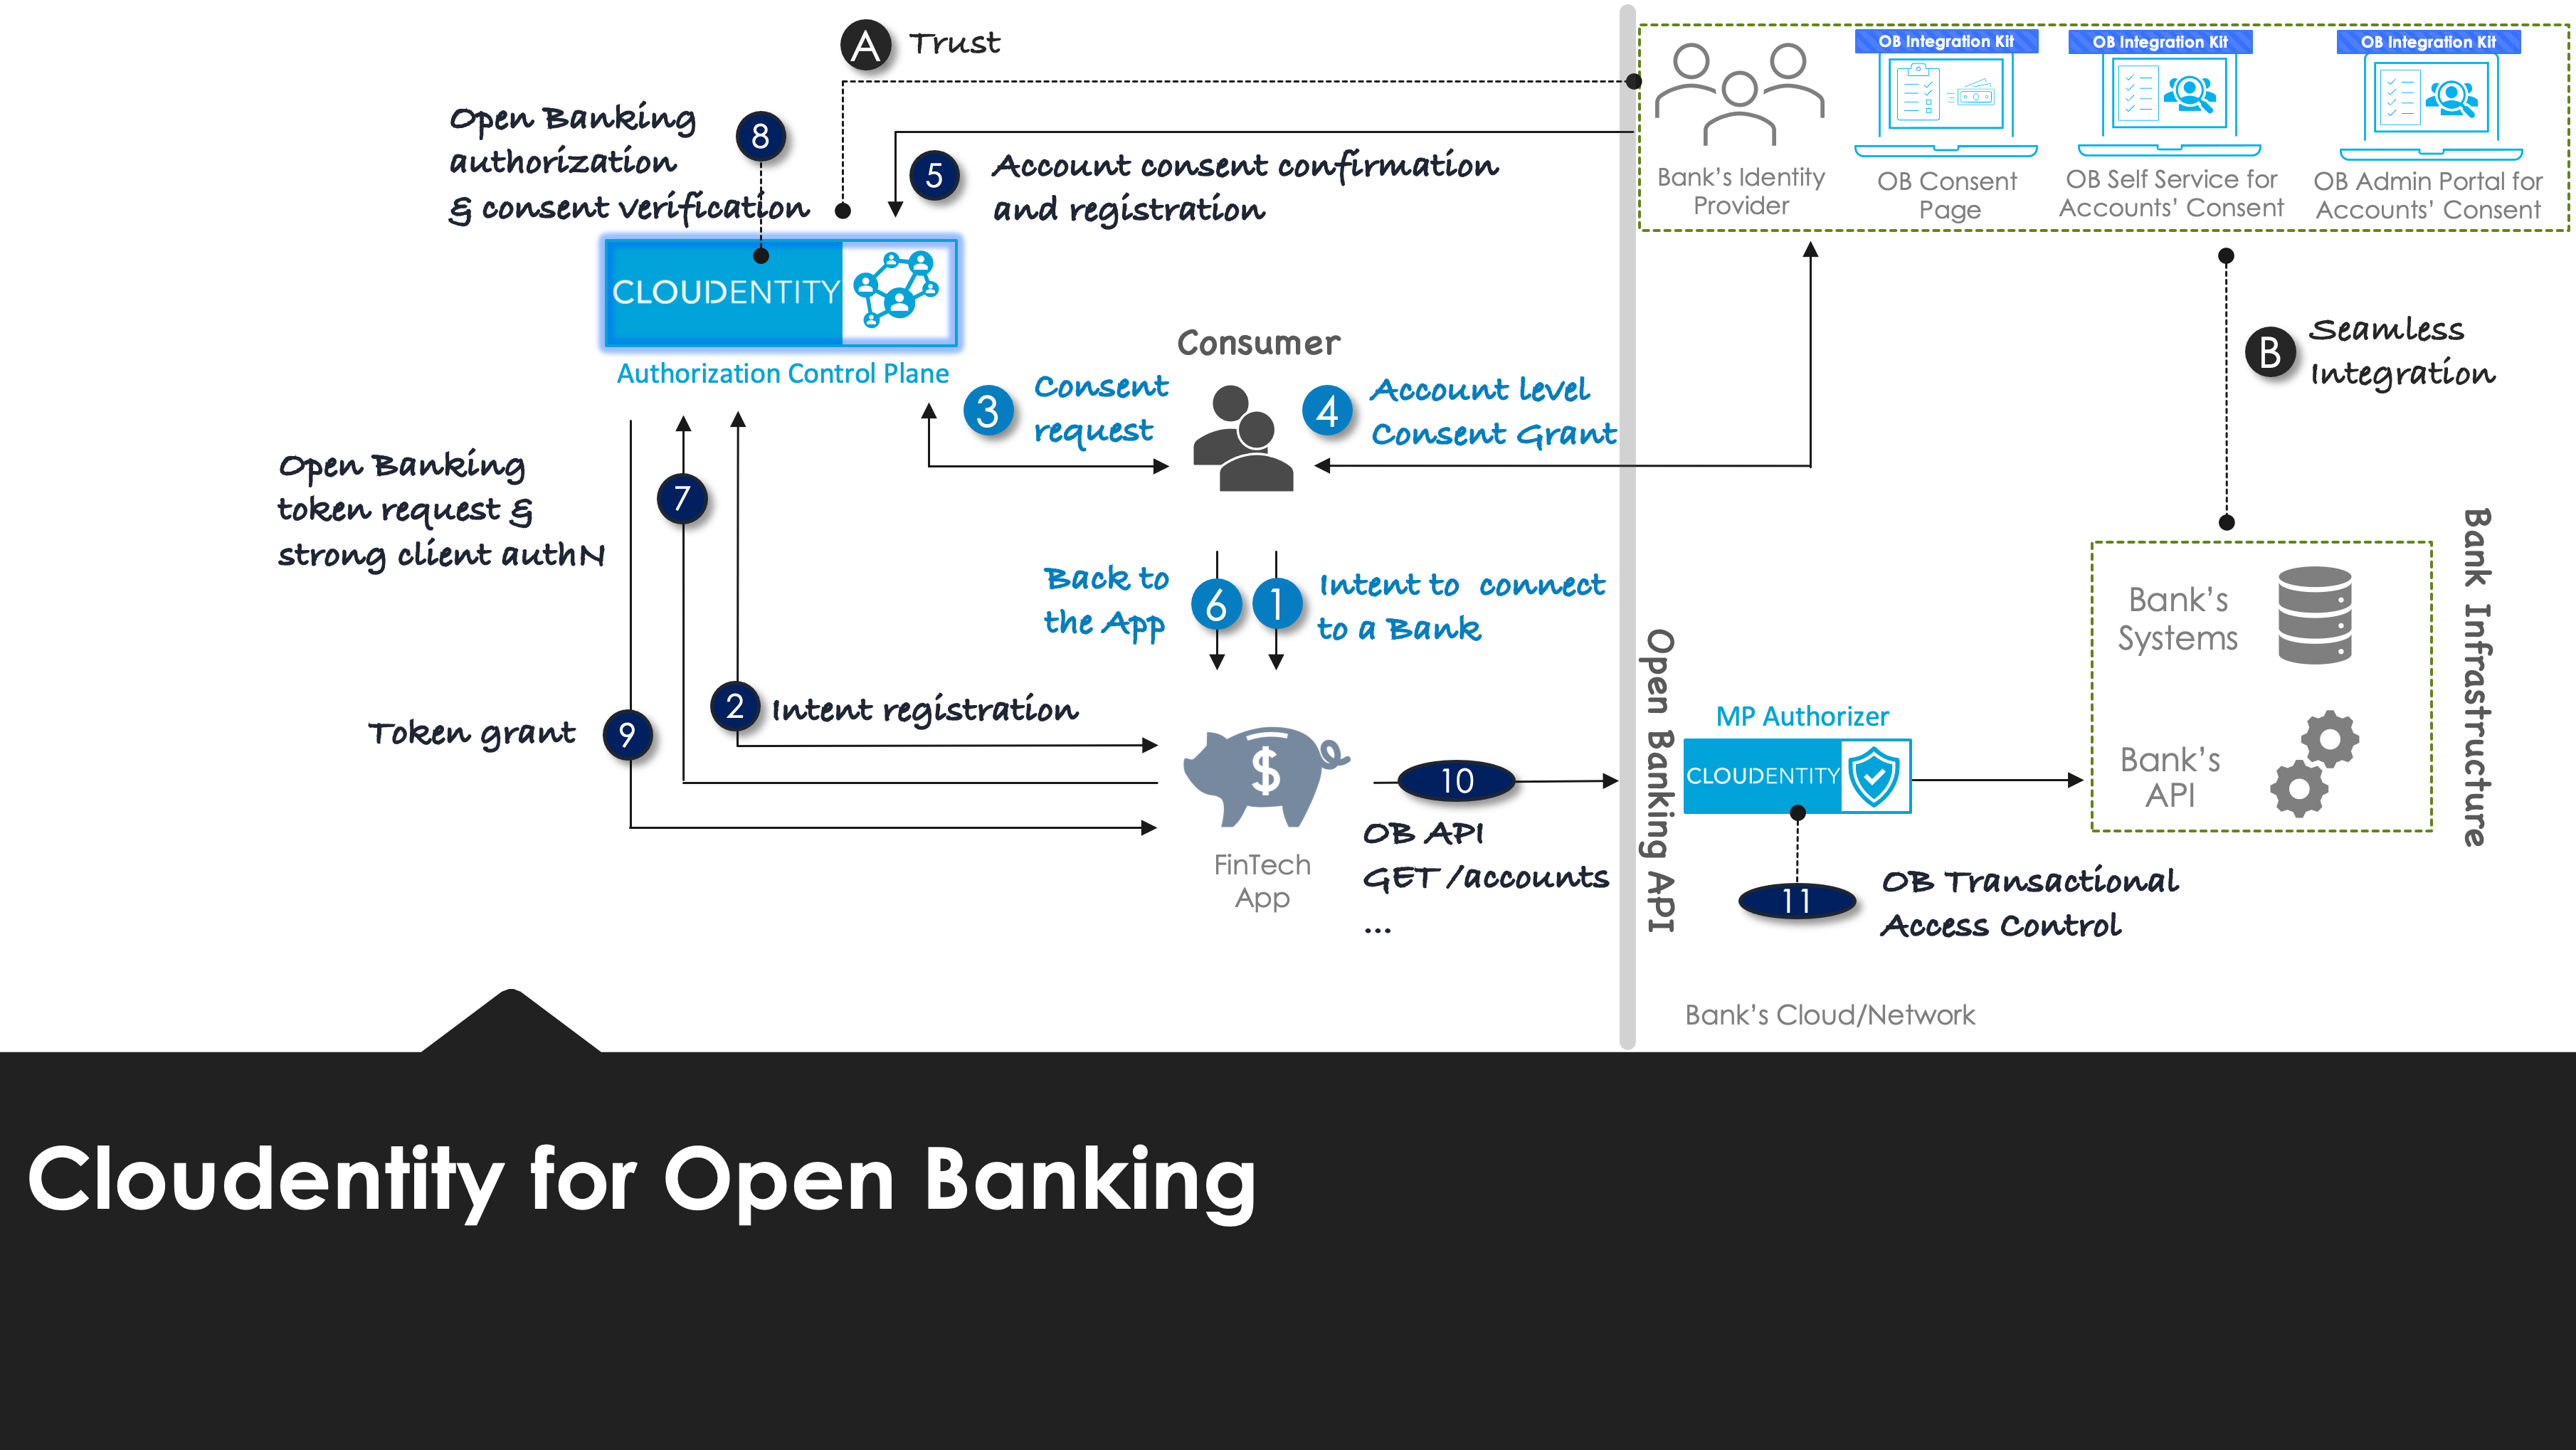 A Trust
OB Integration Kit
OB Integration Kit
OB Integration Kit
Bank's Identity
Provider
OB Consent
Page
OB Self Service for
Accounts' Consent
OB Admin Portal for
Accounts' Consent
Open Banking
authorization
& consent verification
8
5
Account consent confirmation
and registration
CLOUDENTITY
Authorization Control Plane
Consumer
3
Consent
request
4
Account level
Consent Grant
B
Seamless
Integration
Open Banking
token request &
strong client authN
7
Back to
the App
6
1
Intent to connect
to a Bank
2
Intent registration
Token grant
9
$
FinTech
App
10
OB API
GET /accounts
...
Open Banking API
MP Authorizer
CLOUDENTITY
11
OB Transactional
Access Control
Bank's
Systems
Bank's
API
Bank Infrastructure
Bank's Cloud/Network
Cloudentity for Open Banking